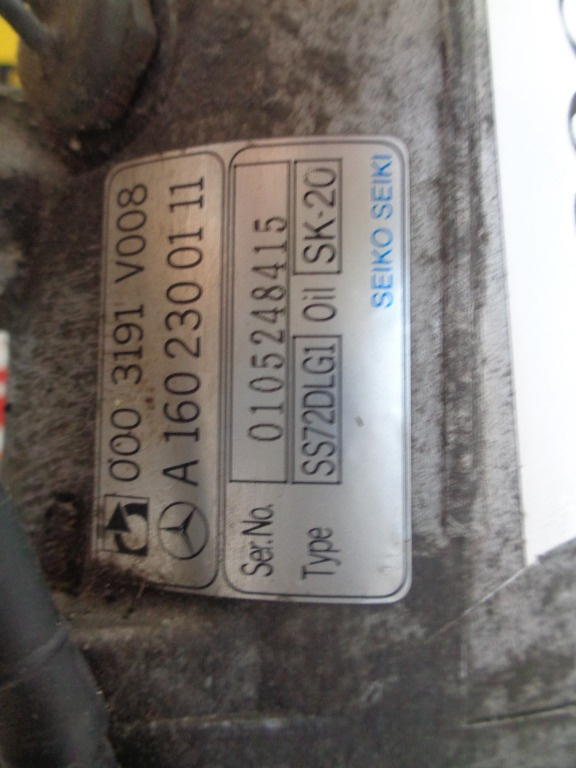 000 3191 V008
A 160 230 01 11
Ser.No. 0105248415
Type SS72DLG1 Oil SK-20
SEIKO SEIKI